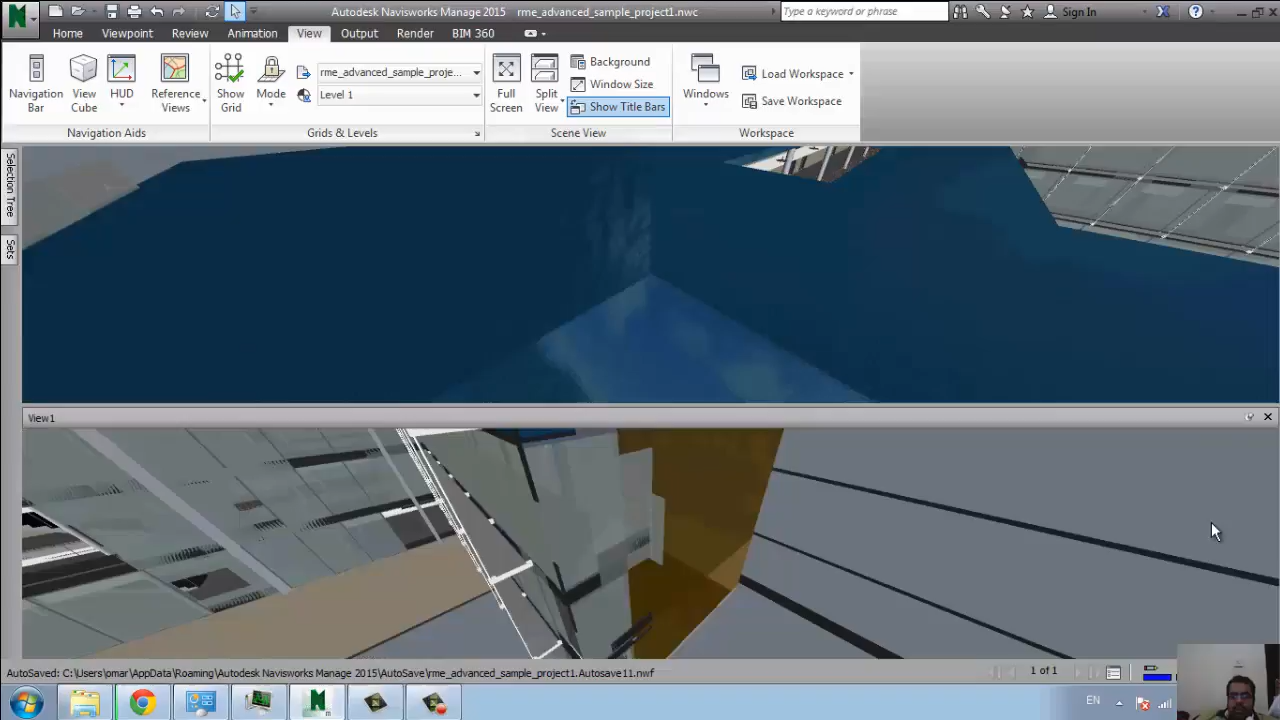 Autodesk Navisworks Manage 2015 rme_advanced_sample_project1.nwc
Type a keyword or phrase
Sign In
Home Viewpoint Review Animation View Output Render BIM 360
Navigation Bar
View Cube
HUD
Reference Views
Show Grid
Mode
rme_advanced_sample_proje...
Level 1
Full Screen
Split View
Background
Window Size
Show Title Bars
Windows
Load Workspace
Save Workspace
Navigation Aids
Grids & Levels
Scene View
Workspace
Selection Tree
Sets
View1
AutoSaved: C:\Users\omar\AppData\Roaming\Autodesk Navisworks Manage 2015\AutoSave\rme_advanced_sample_project1.Autosave11.nwf
1 of 1
EN